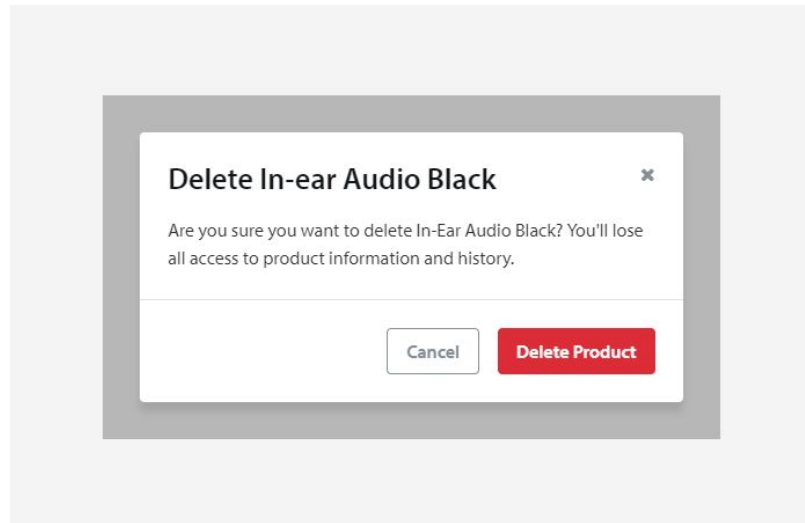 Delete In-ear Audio Black
Are you sure you want to delete In-Ear Audio Black? You'll lose
all access to product information and history.
Cancel
Delete Product